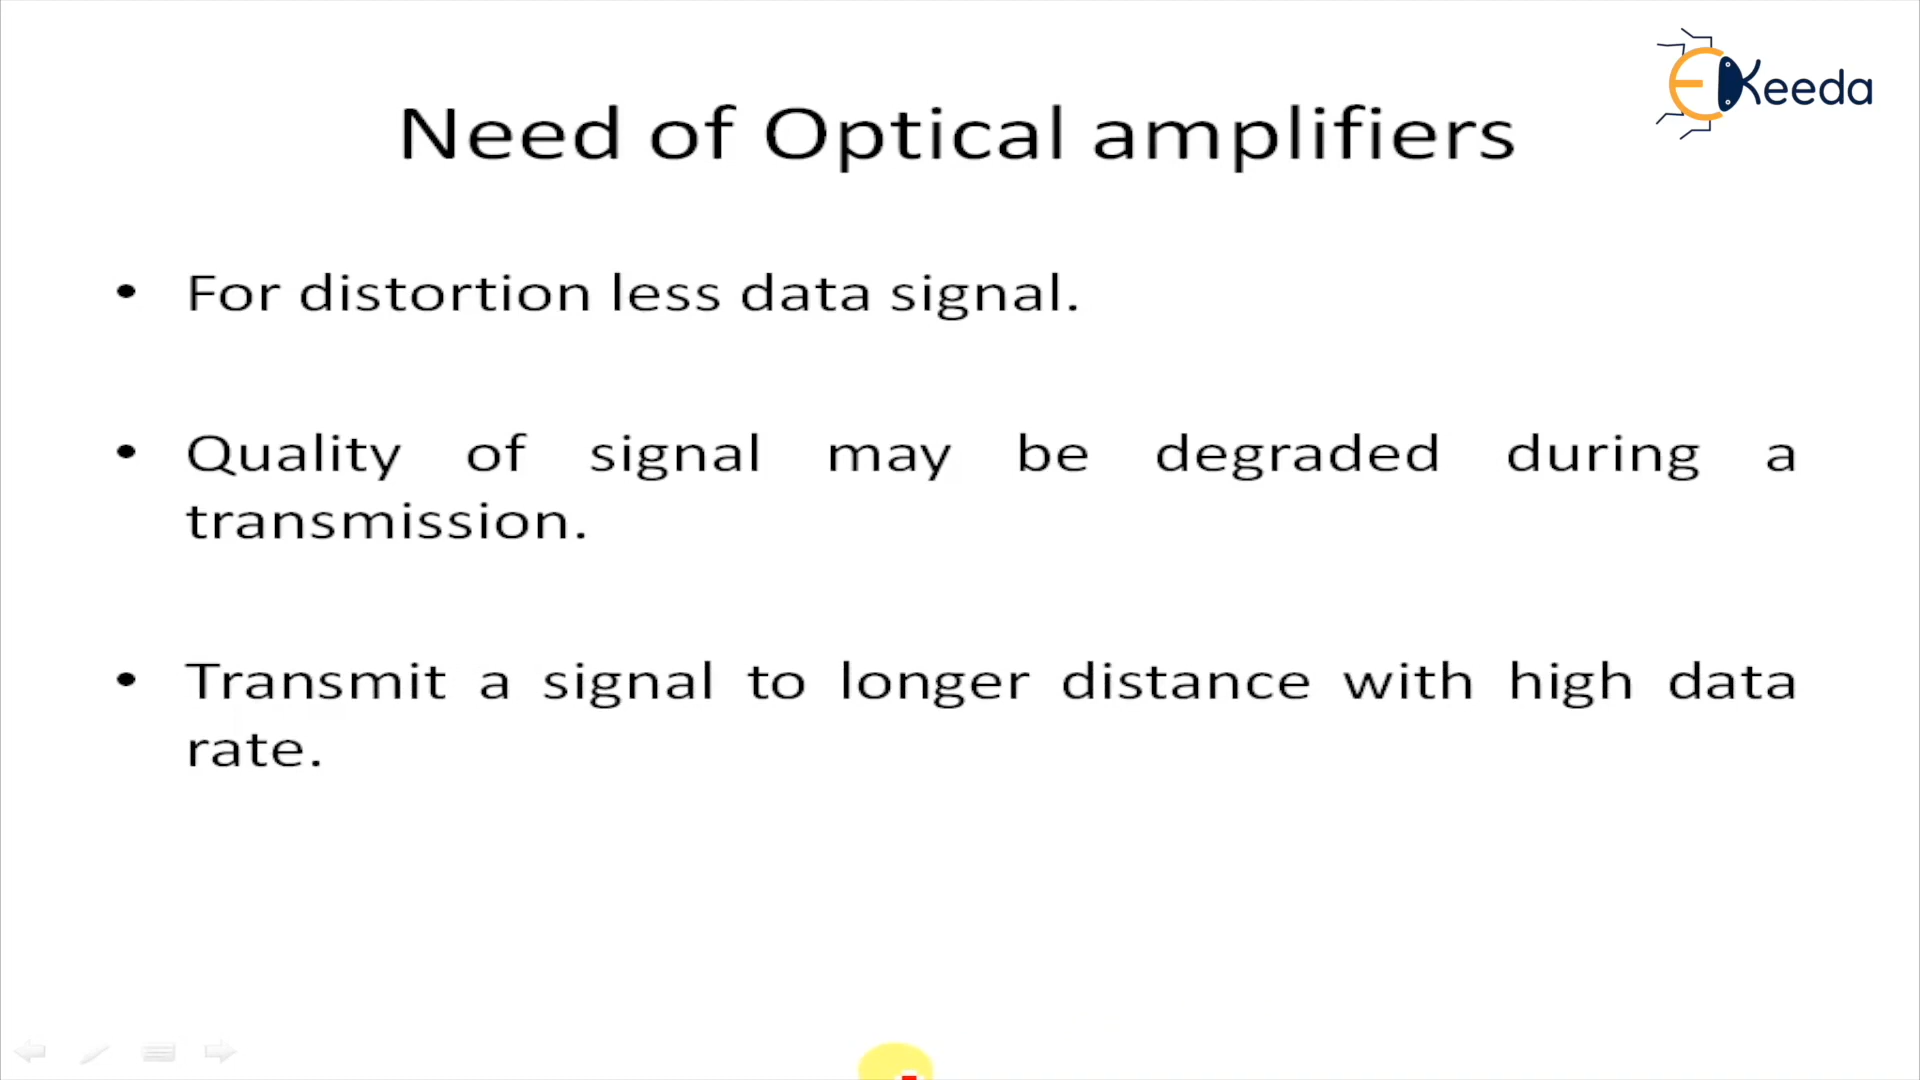 EKeeda
Need of Optical amplifiers
• For distortion less data signal.
• Quality of signal may be degraded during a
transmission.
• Transmit a signal to longer distance with high data
rate.